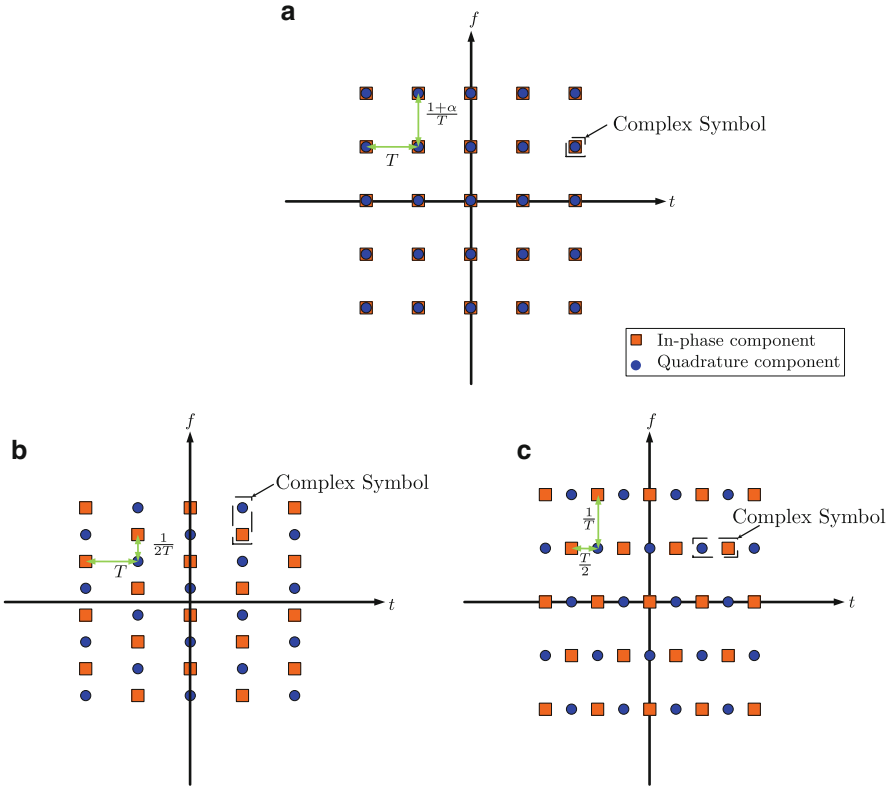 a
f
1+α
T
T
Complex Symbol
t
In-phase component
Quadrature component
b
f
Complex Symbol
1
2T
T
t
c
f
1
T
Complex Symbol
T
2
t